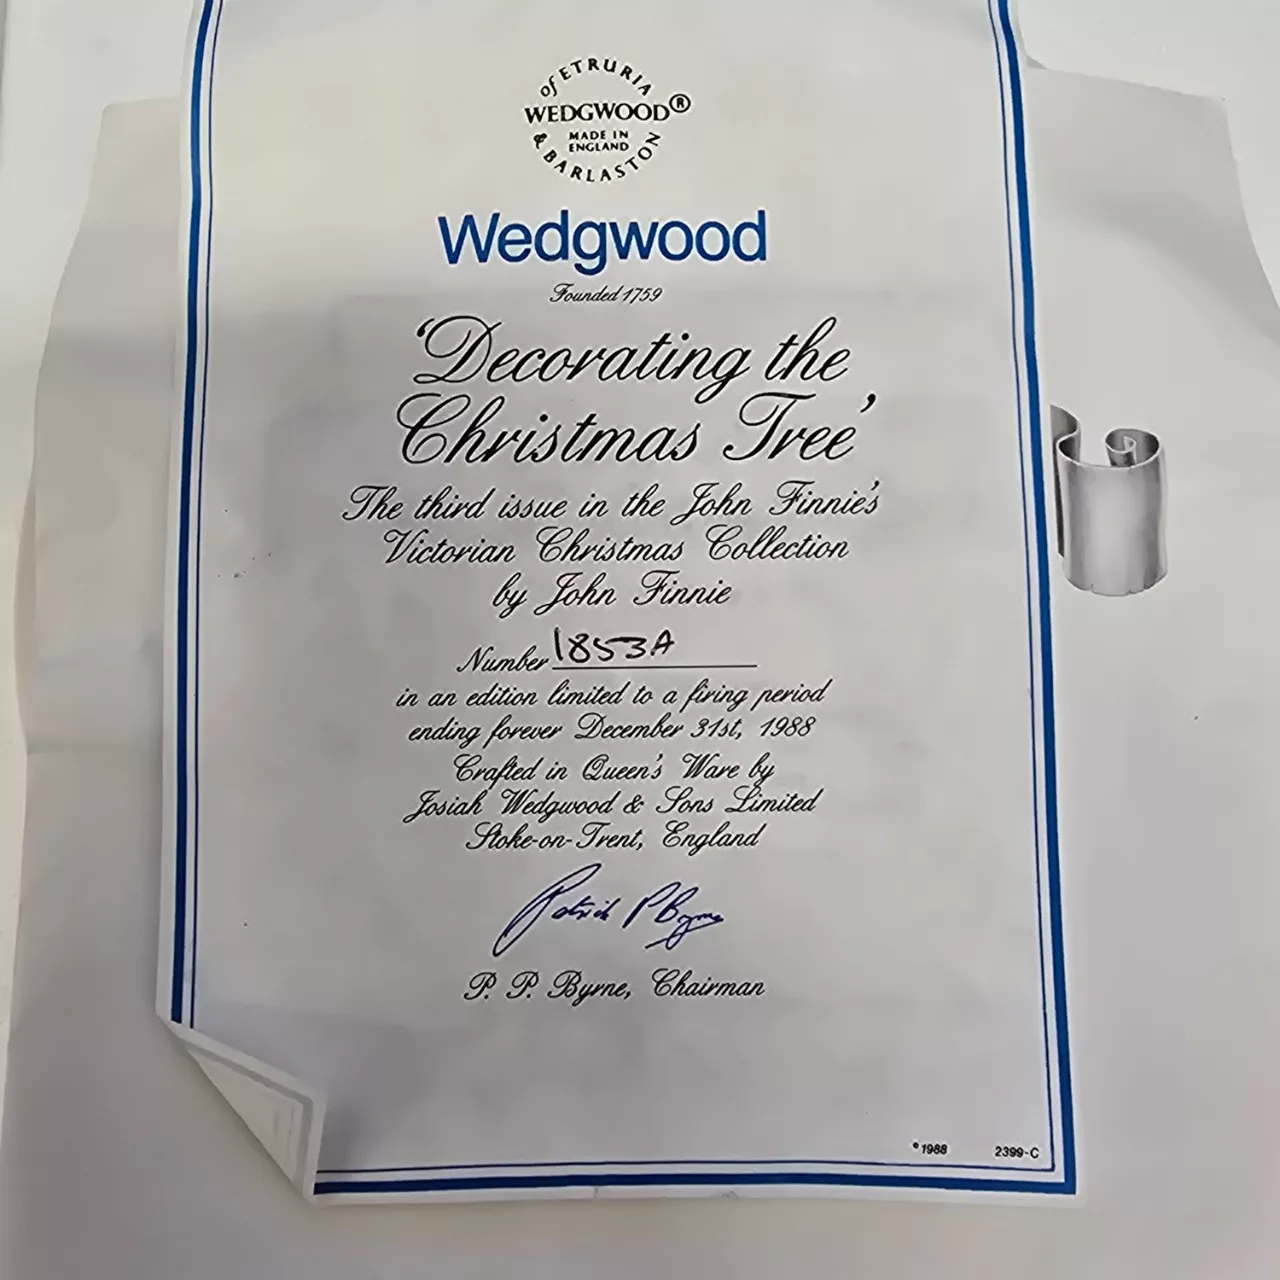 of ETRURIA
WEDGWOOD®
MADE IN
ENGLAND
& BARLASTON
Wedgwood
Founded 1759
‘Decorating the
Christmas Tree’
The third issue in the John Finnie's
Victorian Christmas Collection
by John Finnie
Number 1853A
in an edition limited to a firing period
ending forever December 31st, 1988
Crafted in Queen's Ware by
Josiah Wedgwood & Sons Limited
Stoke-on-Trent, England
Patrick P Byrne
P. P. Byrne, Chairman
©1988 2399-C